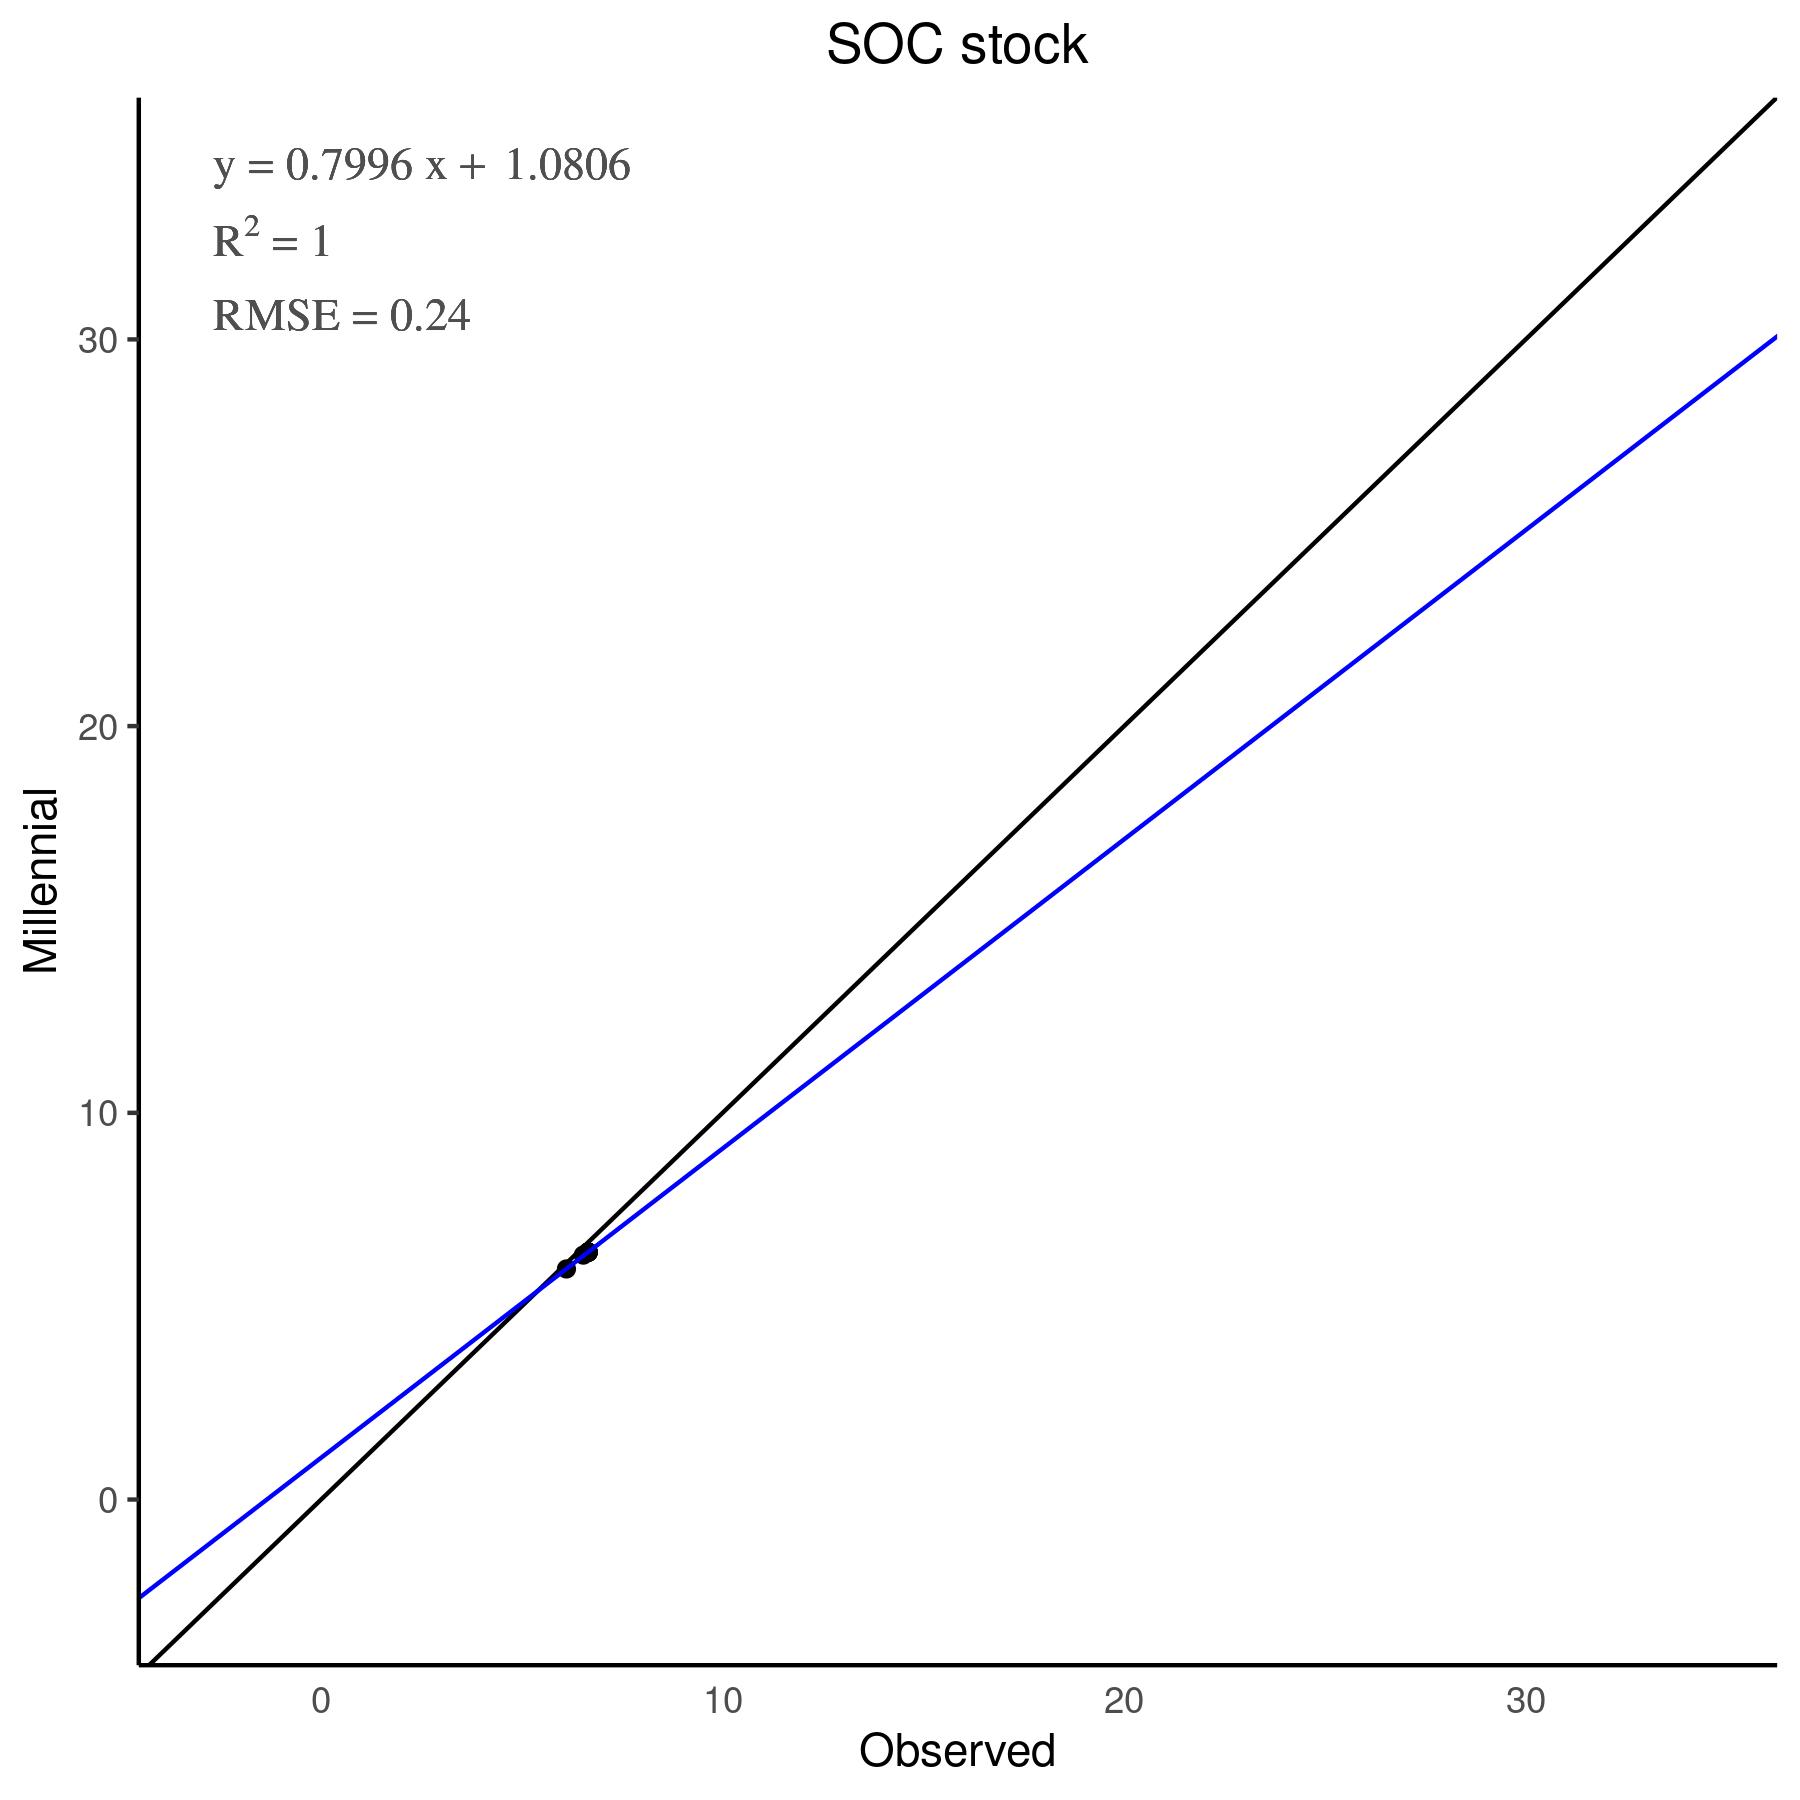 SOC stock
y = 0.7996 x + 1.0806
R² = 1
RMSE = 0.24
30
20
10
0
Millennial
0 10 20 30
Observed